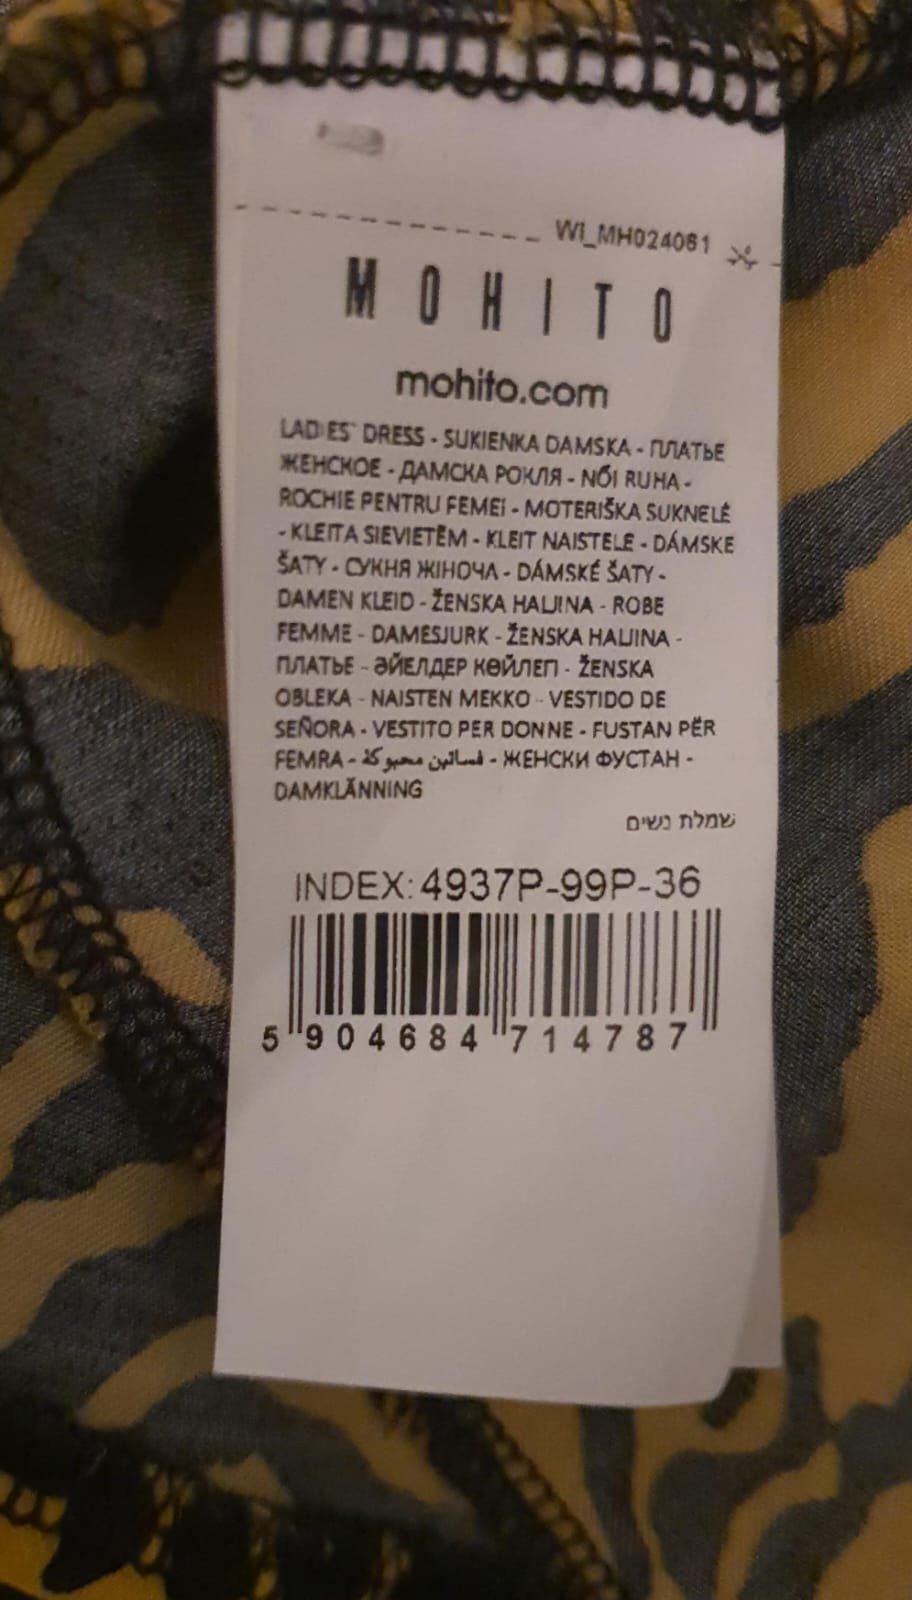 WI_MH024061
MOHITO
mohito.com
LADIES' DRESS - SUKIENKA DAMSKA - ПЛАТЬЕ
ЖЕНСКОЕ - ДАМСКА РОКЛЯ - NŐI RUHA -
ROCHIE PENTRU FEMEI - MOTERIŠKA SUKNELĖ
- KLEITA SIEVIETĒM - KLEIT NAISTELE - DÁMSKE
ŠATY - СУКНЯ ЖІНОЧА - DÁMSKÉ ŠATY -
DAMEN KLEID - ŽENSKA HALJINA - ROBE
FEMME - DAMESJURK - ŽENSKA HALJINA -
ПЛАТЬЕ - ӘЙЕЛДЕР КӨЙЛЕП - ŽENSKA
OBLEKA - NAISTEN MEKKO - VESTIDO DE
SEÑORA - VESTITO PER DONNE - FUSTAN PËR
FEMRA - فساتين محبوكة - ЖЕНСКИ ФУСТАН -
DAMKLÄNNING
שמלת נשים
INDEX: 4937P-99P-36
5 904684 714787